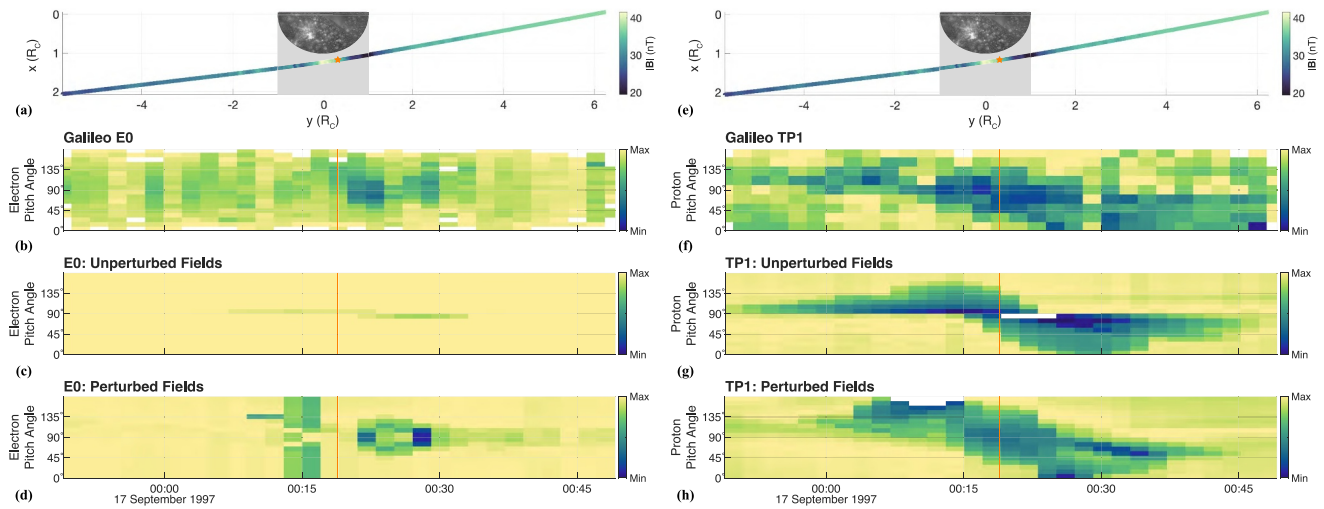 0
1
2
x (R_C)
-4
-2
0
2
4
6
y (R_C)
40
30
20
|B| (nT)
(a)
Galileo E0
Electron
Pitch Angle
135°
90°
45°
0°
Max
Min
(b)
E0: Unperturbed Fields
Electron
Pitch Angle
135°
90°
45°
0°
Max
Min
(c)
E0: Perturbed Fields
Electron
Pitch Angle
135°
90°
45°
0°
Max
Min
(d)
00:00
00:15
00:30
00:45
17 September 1997
0
1
2
x (R_C)
-4
-2
0
2
4
6
y (R_C)
40
30
20
|B| (nT)
(e)
Galileo TP1
Proton
Pitch Angle
135°
90°
45°
0°
Max
Min
(f)
TP1: Unperturbed Fields
Proton
Pitch Angle
135°
90°
45°
0°
Max
Min
(g)
TP1: Perturbed Fields
Proton
Pitch Angle
135°
90°
45°
0°
Max
Min
(h)
00:00
00:15
00:30
00:45
17 September 1997